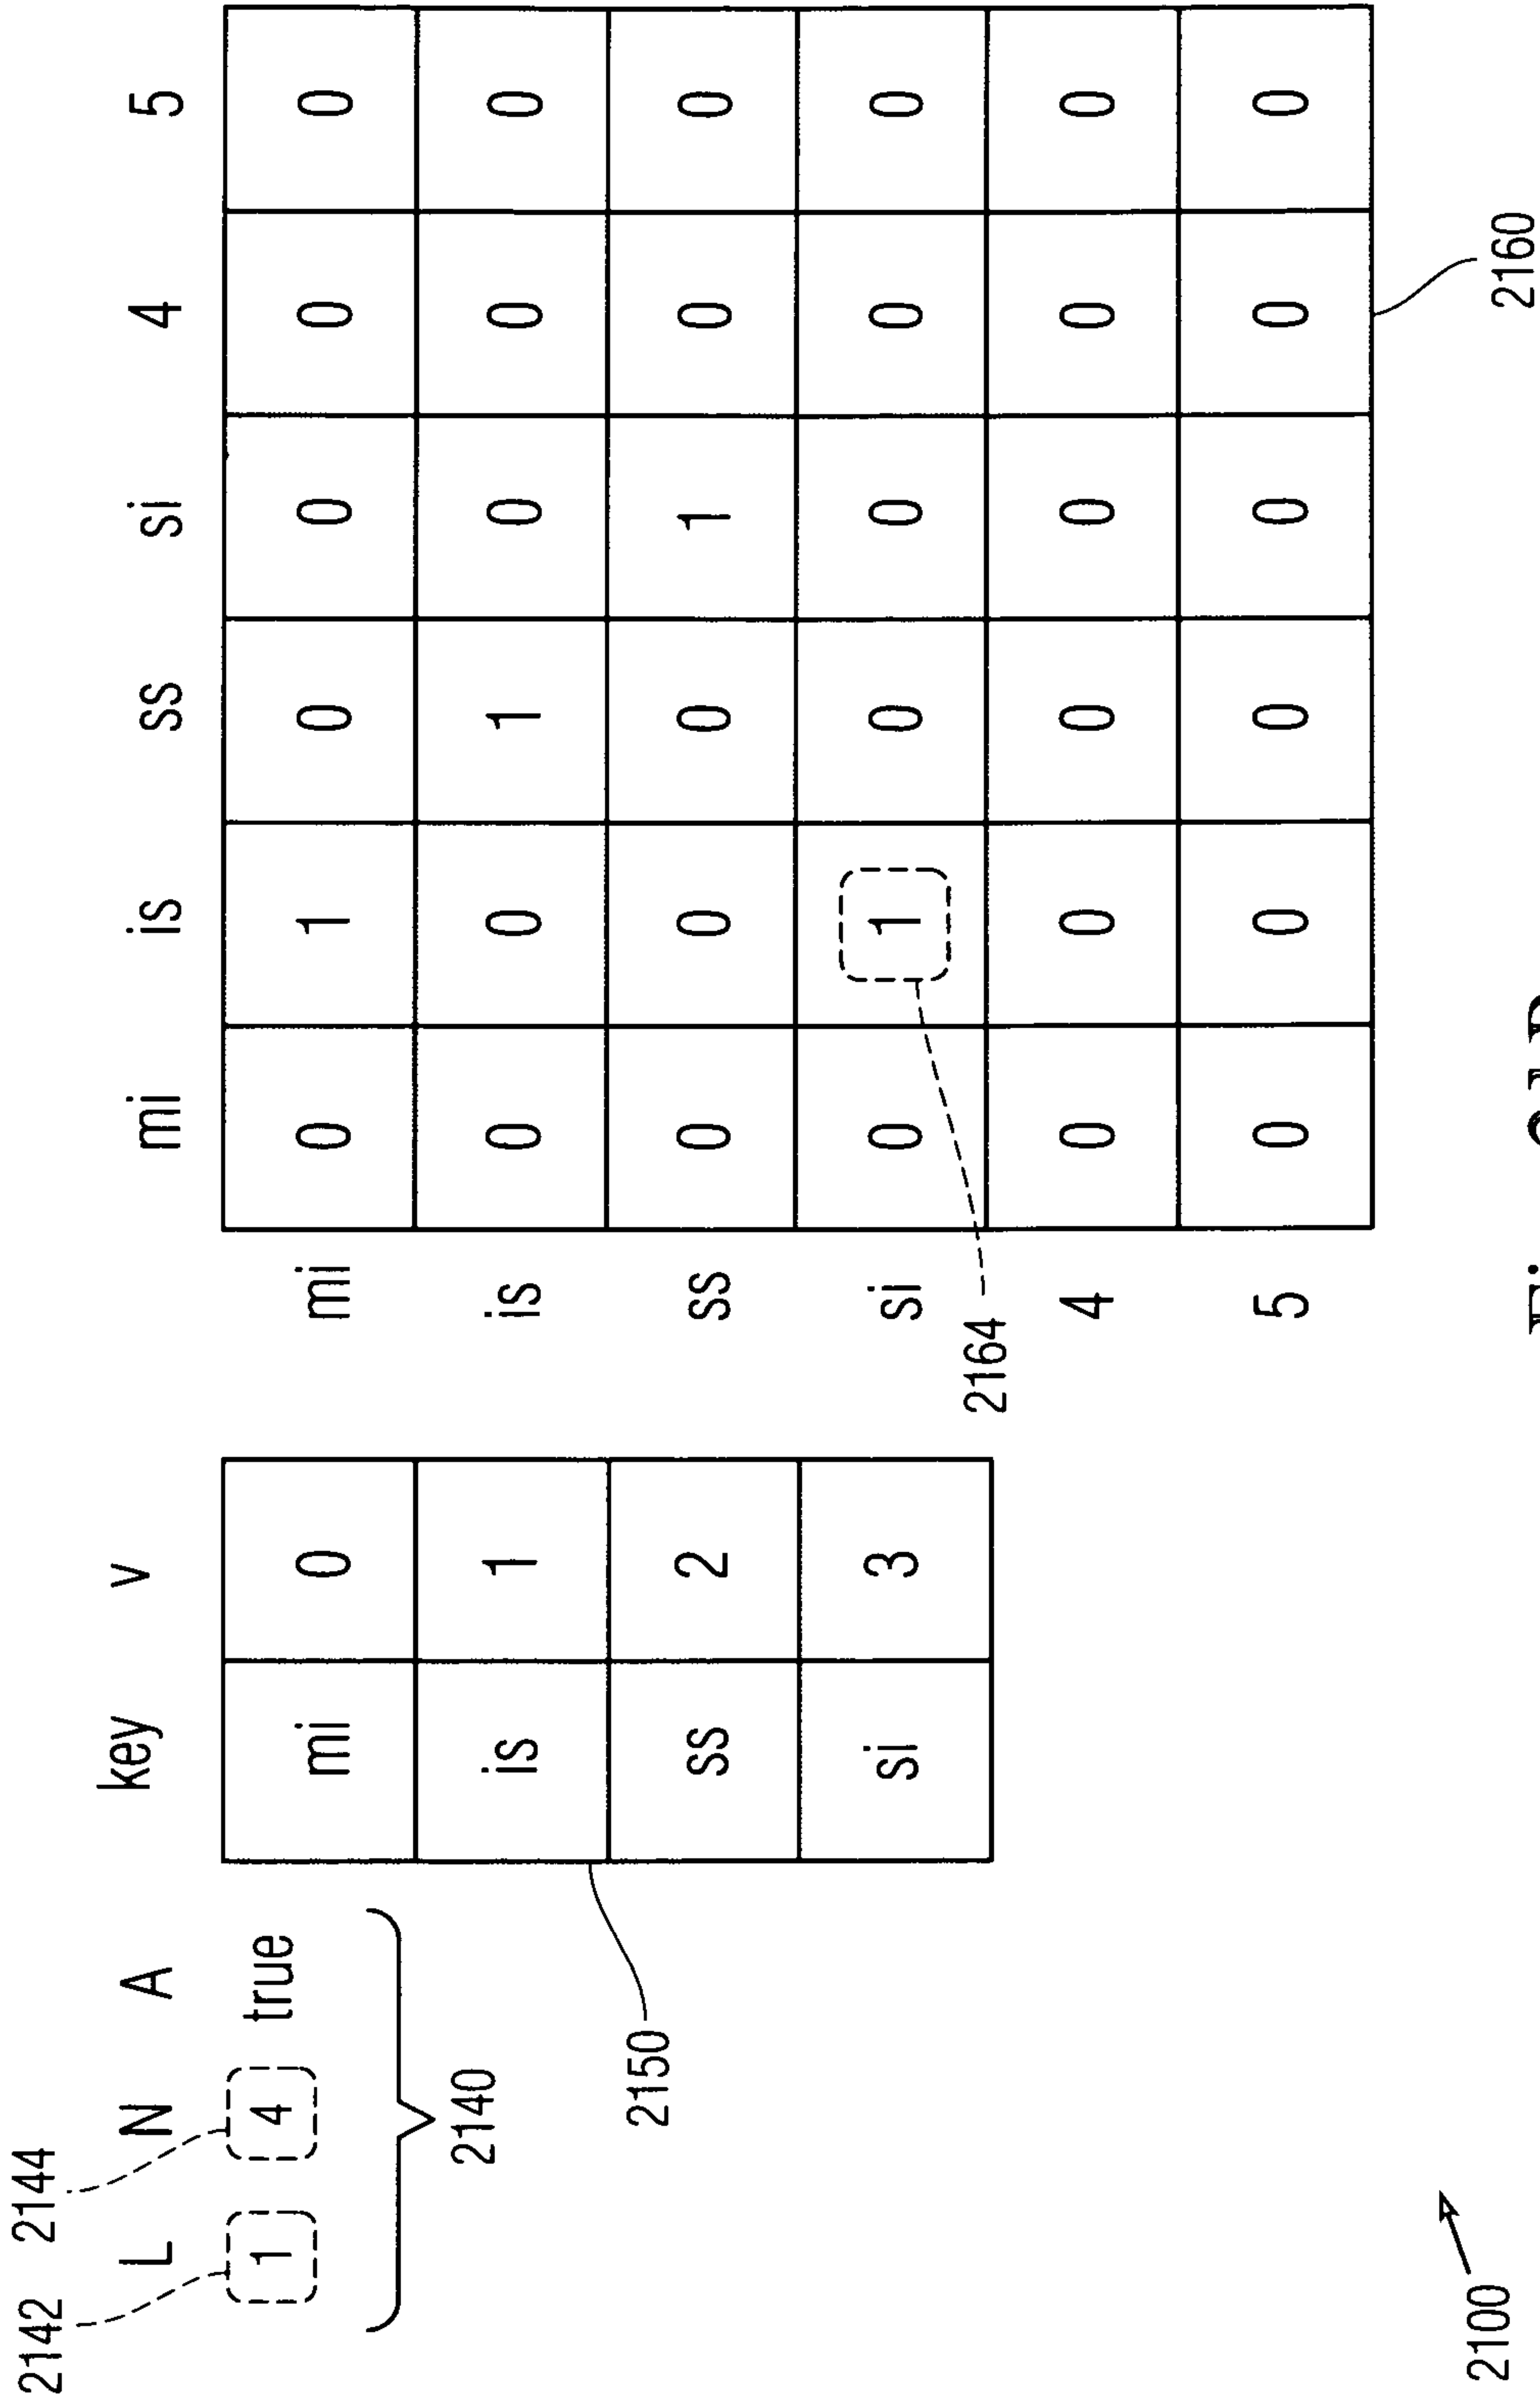 2142 2144
L N A key v mi is ss si 4 5
1 4 true
mi 0 mi 0 1 0 0 0 0
2140
is 1 is 0 0 1 0 0 0
2150
ss 2 ss 0 0 0 1 0 0
si 3 si 0 1 0 0 0 0
2164
4 0 0 0 0 0 0
5 0 0 0 0 0 0
2100 2160